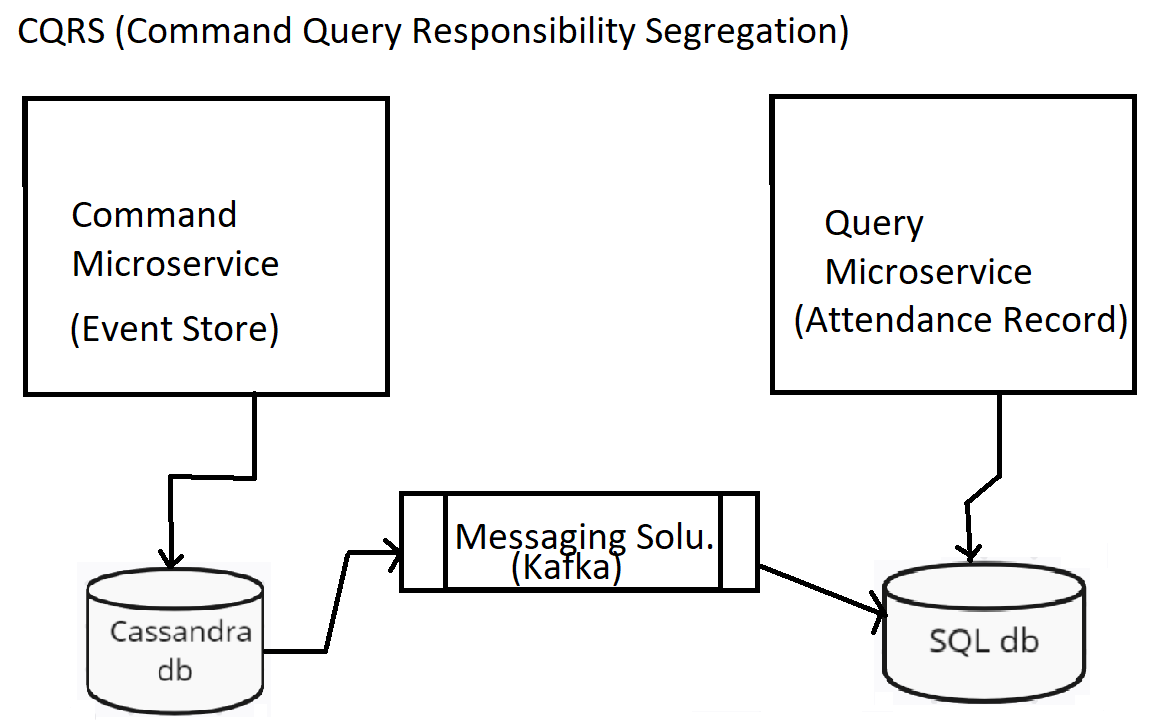 CQRS (Command Query Responsibility Segregation)
Command
Microservice
(Event Store)
Query
Microservice
(Attendance Record)
Messaging Solu.
(Kafka)
Cassandra
db
SQL db